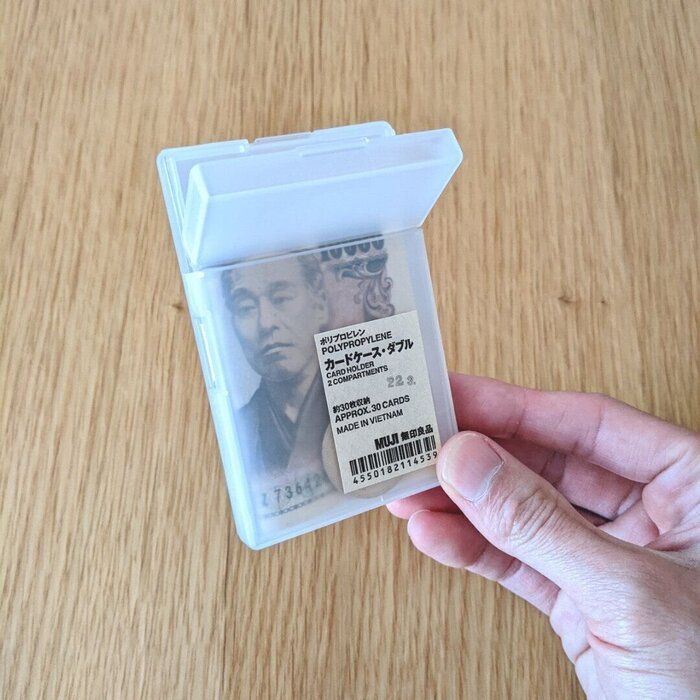 10000
ポリプロピレン
POLYPROPYLENE
カードケース・ダブル
CARD HOLDER
2 COMPARTMENTS
22 3.
約30枚収納
APPROX. 30 CARDS
MADE IN VIETNAM
MUJI 無印良品
4550182114539